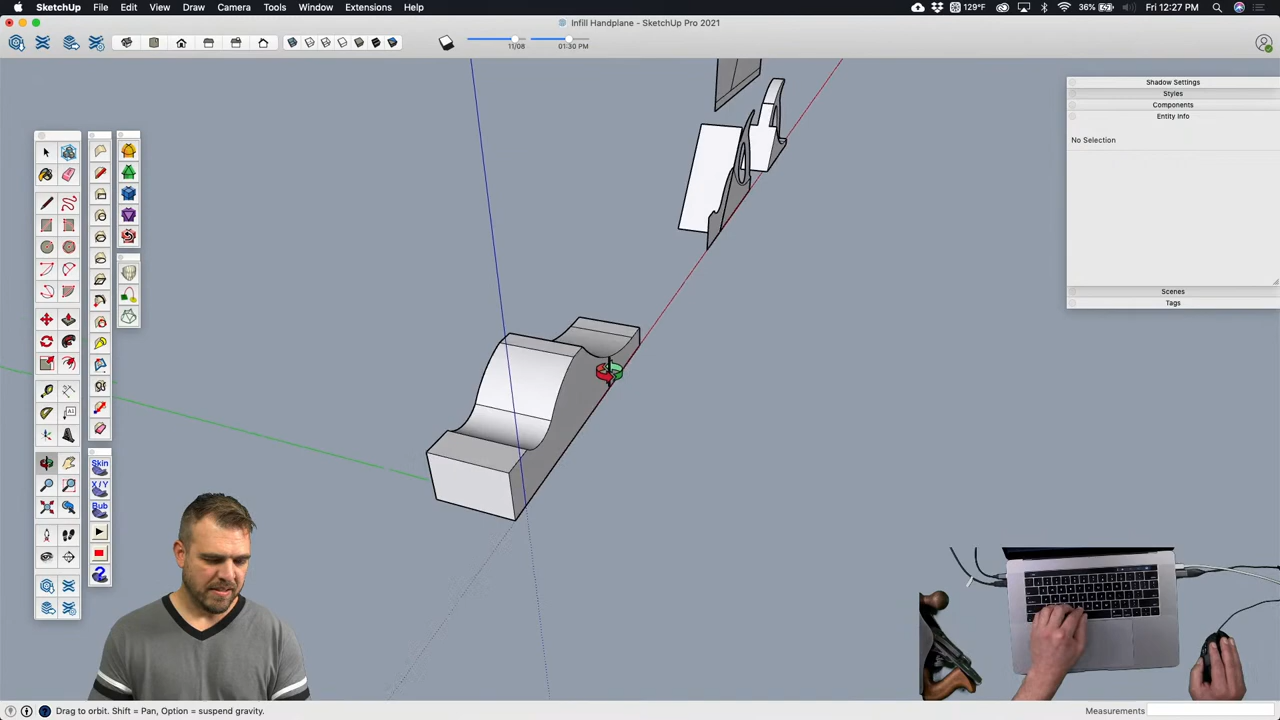 SketchUp File Edit View Draw Camera Tools Window Extensions Help
129°F 36% Fri 12:27 PM
Infill Handplane - SketchUp Pro 2021
11/08 01:30 PM
Shadow Settings
Styles
Components
Entity Info
No Selection
Scenes
Tags
Skin
X/Y
Bub
Drag to orbit. Shift = Pan, Option = suspend gravity.
Measurements